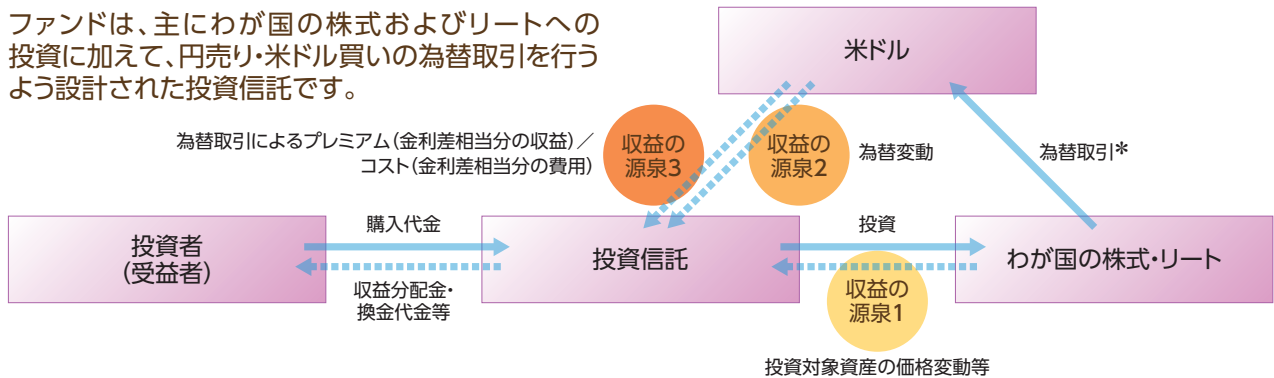 ファンドは、主にわが国の株式およびリートへの
投資に加えて、円売り・米ドル買いの為替取引を行う
よう設計された投資信託です。
米ドル
為替取引によるプレミアム(金利差相当分の収益)/
コスト(金利差相当分の費用)
収益の
源泉3
収益の
源泉2
為替変動
為替取引*
投資者
(受益者)
購入代金
収益分配金・
換金代金等
投資信託
投資
収益の
源泉1
投資対象資産の価格変動等
わが国の株式・リート